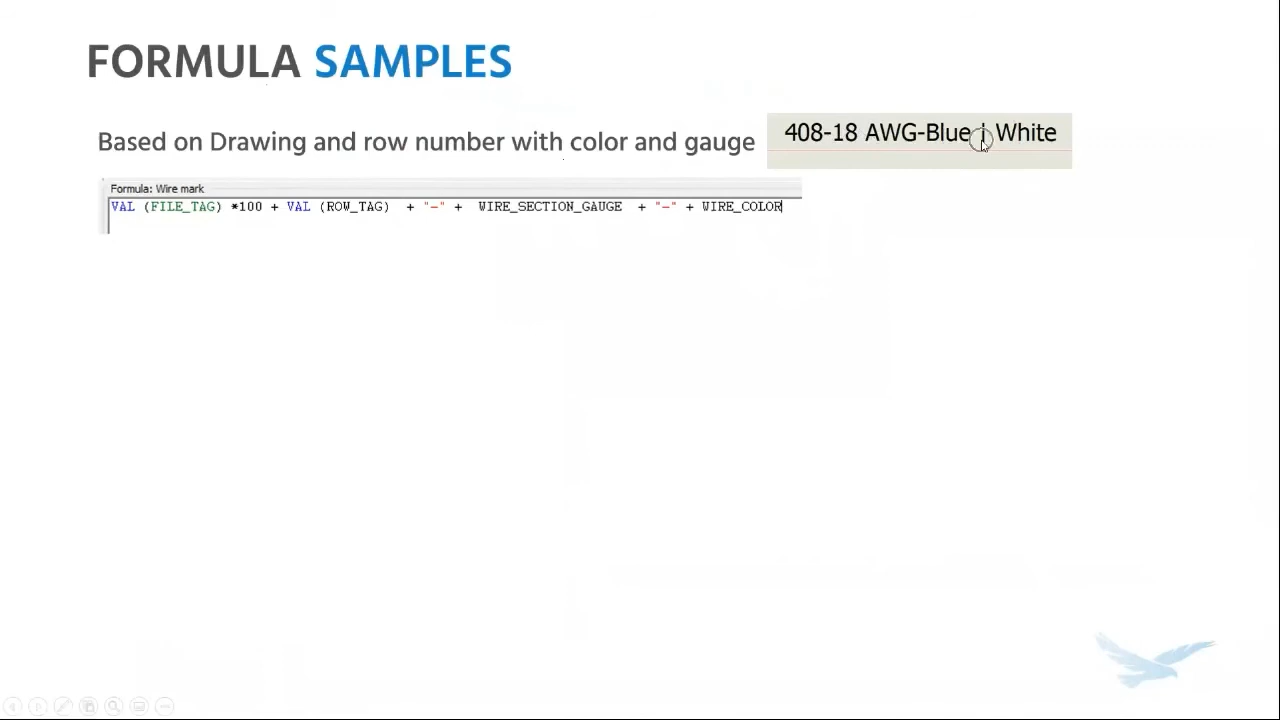 FORMULA SAMPLES
Based on Drawing and row number with color and gauge
408-18 AWG-Blue | White
Formula: Wire mark
VAL (FILE_TAG) *100 + VAL (ROW_TAG) + "-" + WIRE_SECTION_GAUGE + "-" + WIRE_COLOR